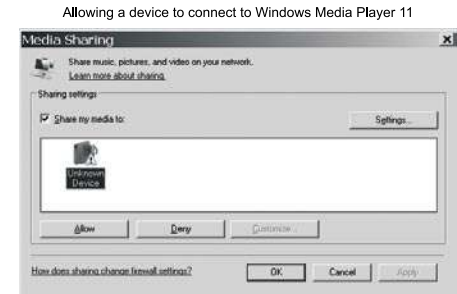 Allowing a device to connect to Windows Media Player 11
Media Sharing
Share music, pictures, and video on your network.
Learn more about sharing.
Sharing settings
Share my media to:
Settings...
Unknown
Device
Allow
Deny
Customize...
How does sharing change firewall settings?
OK
Cancel
Apply